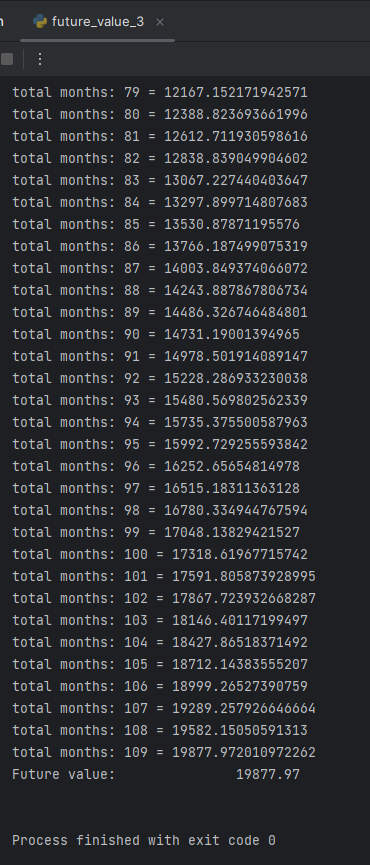 n
future_value_3 ×
total months: 79 = 12167.152171942571
total months: 80 = 12388.823693661996
total months: 81 = 12612.711930598616
total months: 82 = 12838.839049904602
total months: 83 = 13067.227440403647
total months: 84 = 13297.899714807683
total months: 85 = 13530.87871195576
total months: 86 = 13766.187499075319
total months: 87 = 14003.849374066072
total months: 88 = 14243.887867806734
total months: 89 = 14486.326746484801
total months: 90 = 14731.19001394965
total months: 91 = 14978.501914089147
total months: 92 = 15228.286933230038
total months: 93 = 15480.569802562339
total months: 94 = 15735.375500587963
total months: 95 = 15992.729255593842
total months: 96 = 16252.65654814978
total months: 97 = 16515.18311363128
total months: 98 = 16780.334944767594
total months: 99 = 17048.13829421527
total months: 100 = 17318.61967715742
total months: 101 = 17591.805873928995
total months: 102 = 17867.723932668287
total months: 103 = 18146.40117199497
total months: 104 = 18427.86518371492
total months: 105 = 18712.14383555207
total months: 106 = 18999.26527390759
total months: 107 = 19289.257926646664
total months: 108 = 19582.15050591313
total months: 109 = 19877.972010972262
Future value:               19877.97
Process finished with exit code 0